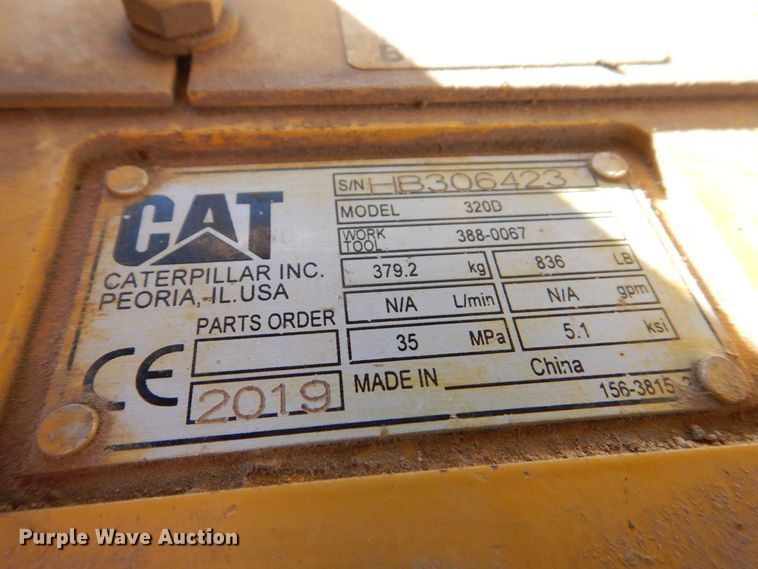 B
CAT
CATERPILLAR INC.
PEORIA, IL. USA
S/N HB306423
MODEL 320D
WORK TOOL 388-0067
379.2 kg 836 LB
N/A L/min N/A gpm
35 MPa 5.1 ksi
PARTS ORDER
CE 2019
MADE IN China
156-3815
Purple Wave Auction